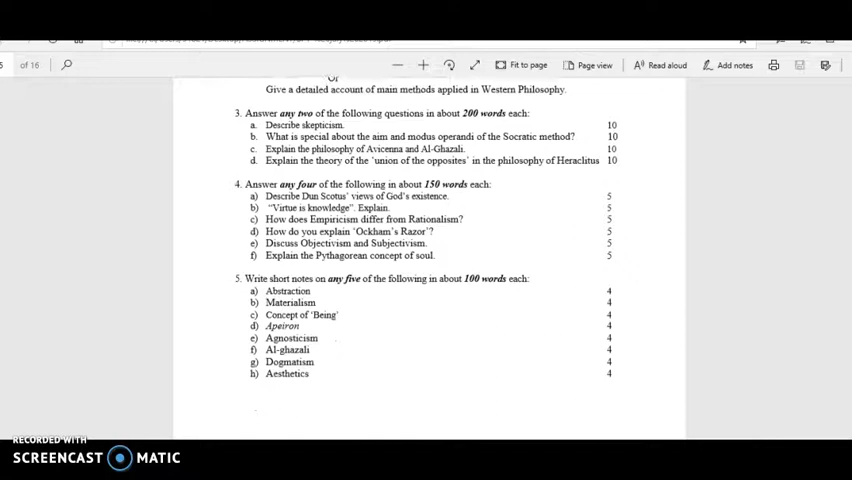 of 16
Fit to page
Page view
Read aloud
Add notes
Or
Give a detailed account of main methods applied in Western Philosophy.
3. Answer any two of the following questions in about 200 words each:
a. Describe skepticism. 10
b. What is special about the aim and modus operandi of the Socratic method? 10
c. Explain the philosophy of Avicenna and Al-Ghazali. 10
d. Explain the theory of the ‘union of the opposites’ in the philosophy of Heraclitus 10
4. Answer any four of the following in about 150 words each:
a) Describe Dun Scotus’ views of God’s existence. 5
b) “Virtue is knowledge”. Explain. 5
c) How does Empiricism differ from Rationalism? 5
d) How do you explain ‘Ockham’s Razor’? 5
e) Discuss Objectivism and Subjectivism. 5
f) Explain the Pythagorean concept of soul. 5
5. Write short notes on any five of the following in about 100 words each:
a) Abstraction 4
b) Materialism 4
c) Concept of ‘Being’ 4
d) Apeiron 4
e) Agnosticism 4
f) Al-ghazali 4
g) Dogmatism 4
h) Aesthetics 4
RECORDED WITH
SCREENCAST MATIC